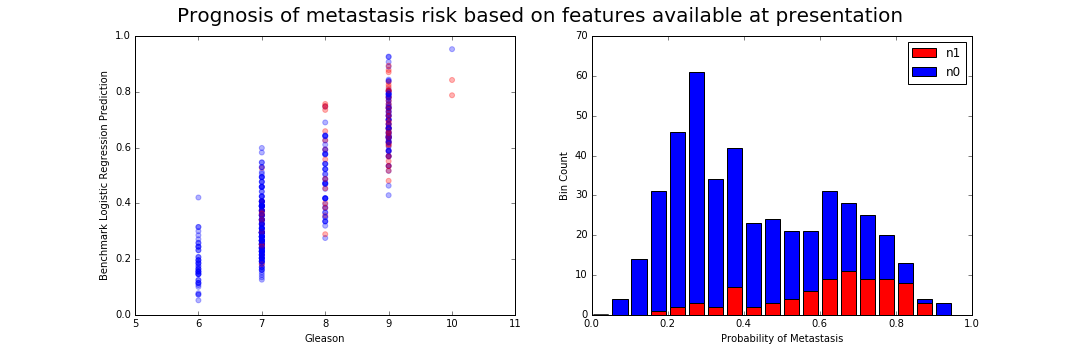 Prognosis of metastasis risk based on features available at presentation
Benchmark Logistic Regression Prediction
1.0
0.8
0.6
0.4
0.2
0.0
5 6 7 8 9 10 11
Gleason
Bin Count
70
60
50
40
30
20
10
0
n1
n0
0.0 0.2 0.4 0.6 0.8 1.0
Probability of Metastasis